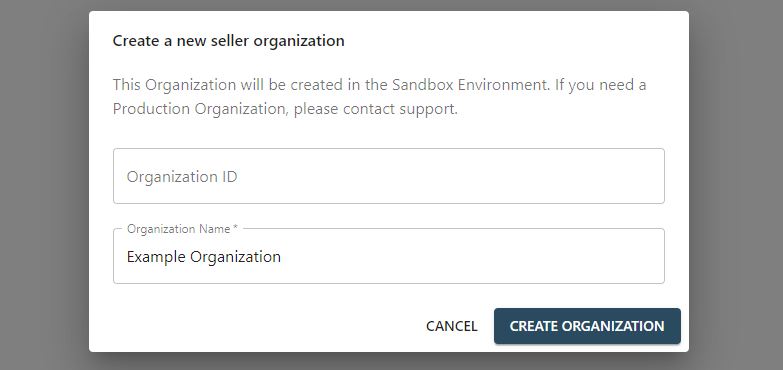 Create a new seller organization
This Organization will be created in the Sandbox Environment. If you need a
Production Organization, please contact support.
Organization ID
Organization Name *
Example Organization
CANCEL
CREATE ORGANIZATION